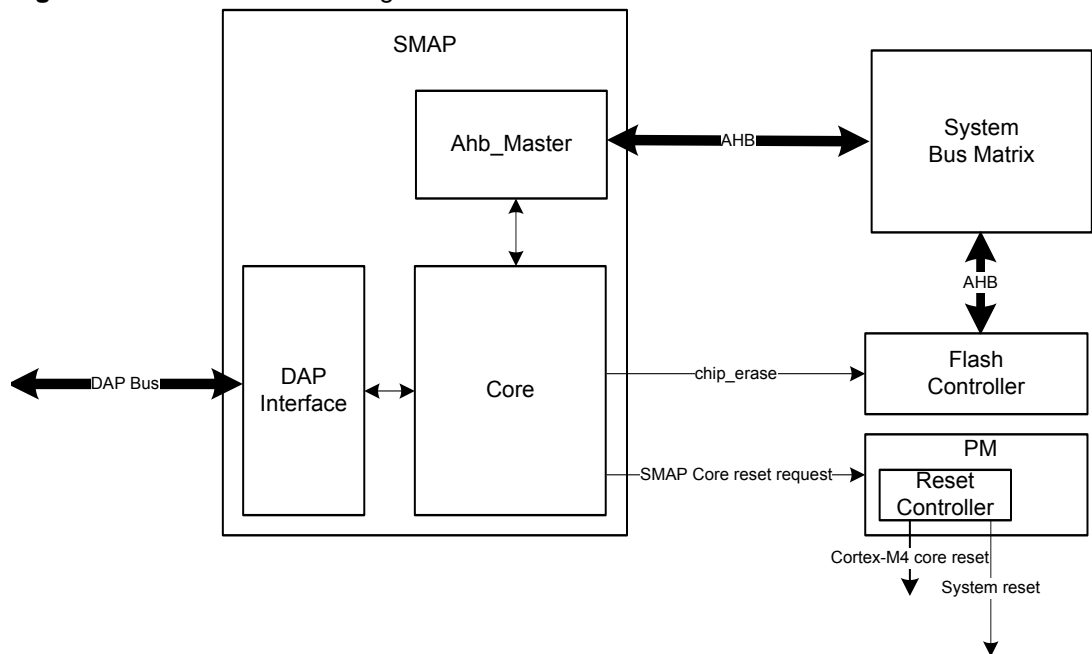 SMAP
Ahb_Master
AHB
System
Bus Matrix
AHB
DAP Bus
DAP
Interface
Core
chip_erase
Flash
Controller
SMAP Core reset request
PM
Reset
Controller
Cortex-M4 core reset
System reset